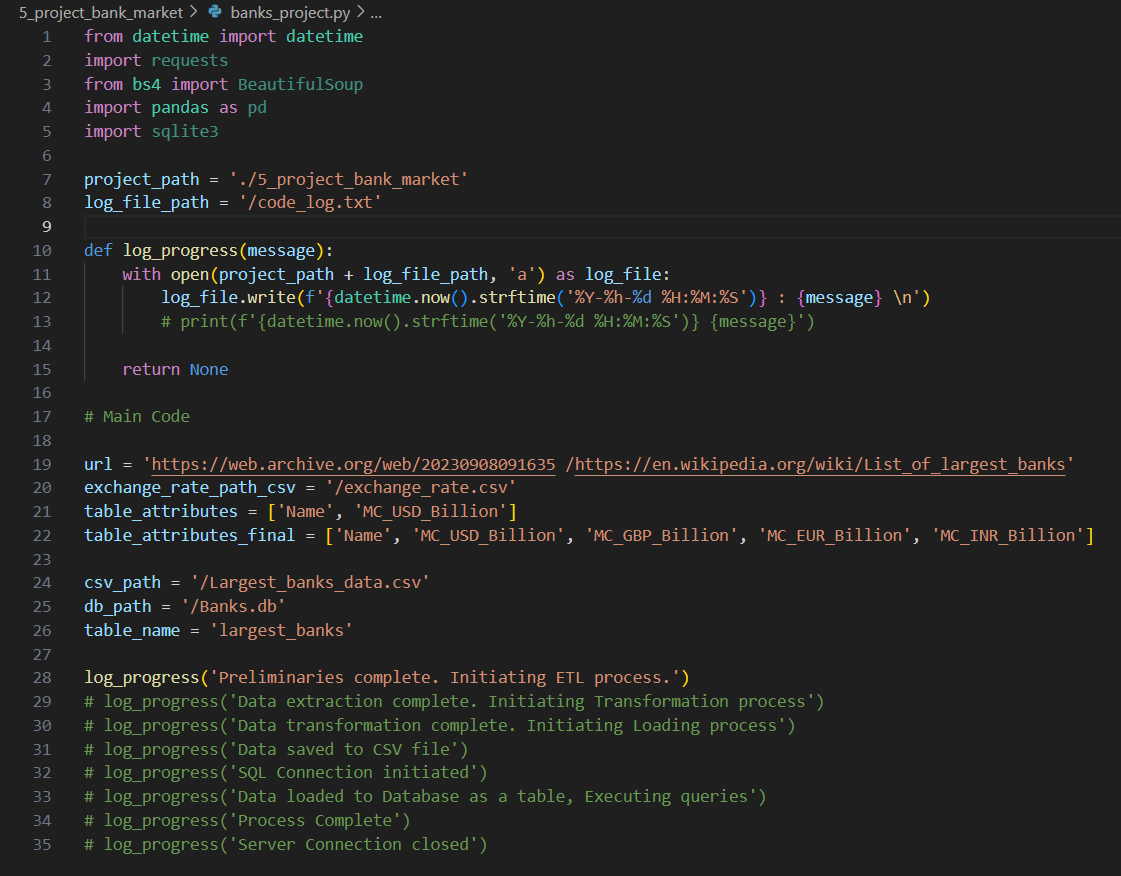 5_project_bank_market > banks_project.py > ...
1 from datetime import datetime
2 import requests
3 from bs4 import BeautifulSoup
4 import pandas as pd
5 import sqlite3
6
7 project_path = './5_project_bank_market'
8 log_file_path = '/code_log.txt'
9
10 def log_progress(message):
11     with open(project_path + log_file_path, 'a') as log_file:
12         log_file.write(f'{datetime.now().strftime('%Y-%h-%d %H:%M:%S')} : {message} \n')
13         # print(f'{datetime.now().strftime('%Y-%h-%d %H:%M:%S')} {message}')
14
15     return None
16
17 # Main Code
18
19 url = 'https://web.archive.org/web/20230908091635 /https://en.wikipedia.org/wiki/List_of_largest_banks'
20 exchange_rate_path_csv = '/exchange_rate.csv'
21 table_attributes = ['Name', 'MC_USD_Billion']
22 table_attributes_final = ['Name', 'MC_USD_Billion', 'MC_GBP_Billion', 'MC_EUR_Billion', 'MC_INR_Billion']
23
24 csv_path = '/Largest_banks_data.csv'
25 db_path = '/Banks.db'
26 table_name = 'largest_banks'
27
28 log_progress('Preliminaries complete. Initiating ETL process.')
29 # log_progress('Data extraction complete. Initiating Transformation process')
30 # log_progress('Data transformation complete. Initiating Loading process')
31 # log_progress('Data saved to CSV file')
32 # log_progress('SQL Connection initiated')
33 # log_progress('Data loaded to Database as a table, Executing queries')
34 # log_progress('Process Complete')
35 # log_progress('Server Connection closed')